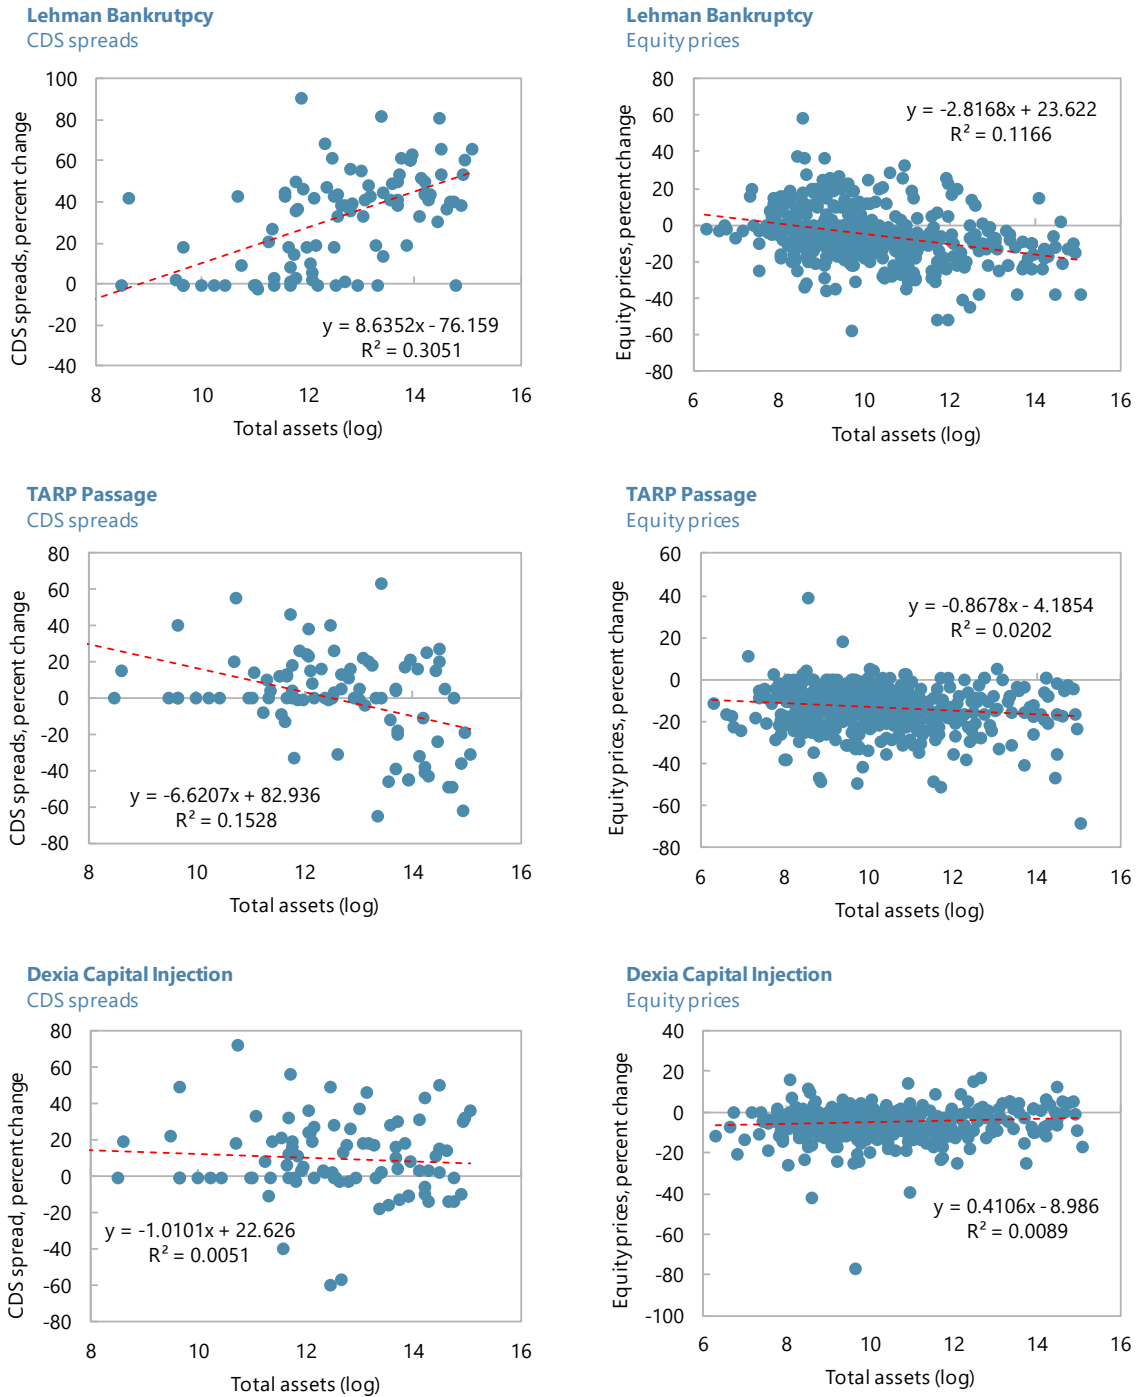 Lehman Bankrutpcy
CDS spreads
CDS spreads, percent change
100
80
60
40
20
0
-20
-40
y = 8.6352x - 76.159
R² = 0.3051
8 10 12 14 16
Total assets (log)
Lehman Bankruptcy
Equity prices
Equity prices, percent change
80
60
40
20
0
-20
-40
-60
-80
y = -2.8168x + 23.622
R² = 0.1166
6 8 10 12 14 16
Total assets (log)
TARP Passage
CDS spreads
CDS spreads, percent change
80
60
40
20
0
-20
-40
-60
-80
y = -6.6207x + 82.936
R² = 0.1528
8 10 12 14 16
Total assets (log)
TARP Passage
Equity prices
Equity prices, percent change
60
40
20
0
-20
-40
-60
-80
y = -0.8678x - 4.1854
R² = 0.0202
6 8 10 12 14 16
Total assets (log)
Dexia Capital Injection
CDS spreads
CDS spread, percent change
80
60
40
20
0
-20
-40
-60
-80
y = -1.0101x + 22.626
R² = 0.0051
8 10 12 14 16
Total assets (log)
Dexia Capital Injection
Equity prices
Equity prices, percent change
40
20
0
-20
-40
-60
-80
-100
y = 0.4106x - 8.986
R² = 0.0089
6 8 10 12 14 16
Total assets (log)